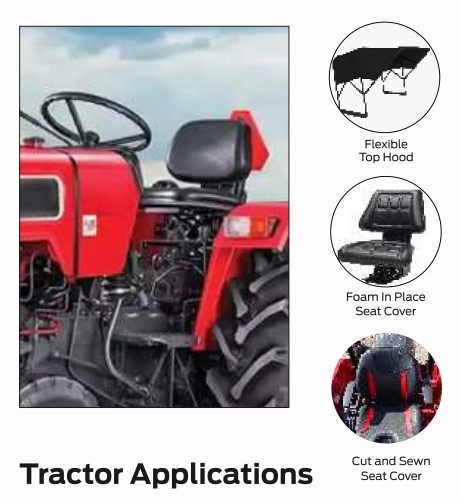 Flexible
Top Hood
Foam In Place
Seat Cover
Cut and Sewn
Seat Cover
Tractor Applications